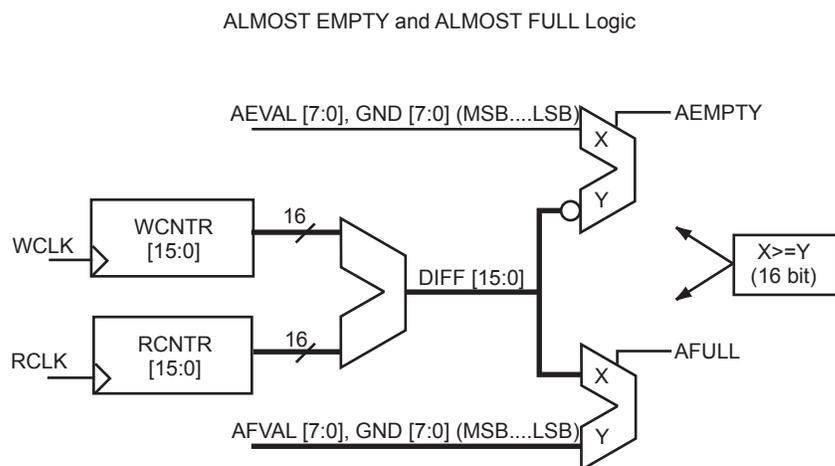 ALMOST EMPTY and ALMOST FULL Logic
AEVAL [7:0], GND [7:0] (MSB....LSB)
AEMPTY
X
Y
WCLK
WCNTR
[15:0]
16
DIFF [15:0]
X>=Y
(16 bit)
RCLK
RCNTR
[15:0]
16
AFULL
X
AFVAL [7:0], GND [7:0] (MSB....LSB)
Y